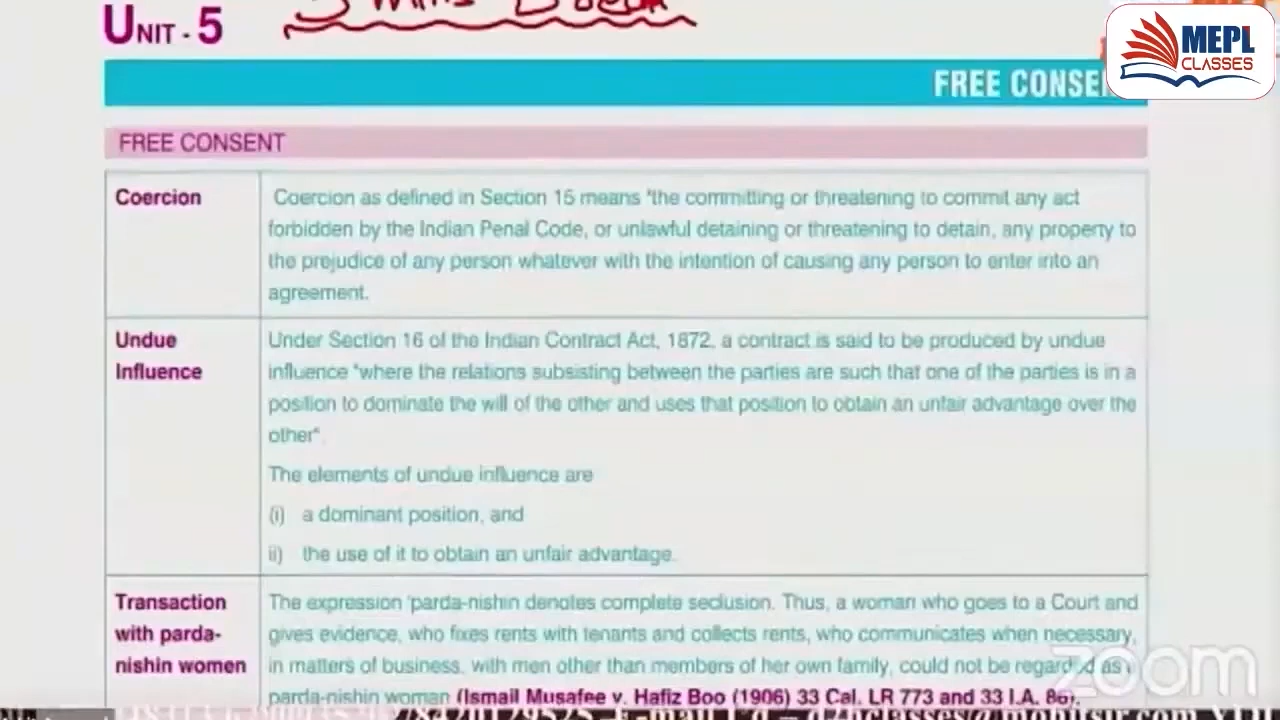 UNIT - 5
MEPL
CLASSES
FREE CONSE
FREE CONSENT
Coercion
Coercion as defined in Section 15 means "the committing or threatening to commit any act
forbidden by the Indian Penal Code, or unlawful detaining or threatening to detain, any property to
the prejudice of any person whatever with the intention of causing any person to enter into an
agreement.
Undue
Influence
Under Section 16 of the Indian Contract Act, 1872, a contract is said to be produced by undue
influence "where the relations subsisting between the parties are such that one of the parties is in a
position to dominate the will of the other and uses that position to obtain an unfair advantage over the
other".
The elements of undue influence are
(i) a dominant position, and
ii) the use of it to obtain an unfair advantage.
Transaction
with parda-
nishin women
The expression 'parda-nishin denotes complete seclusion. Thus, a woman who goes to a Court and
gives evidence, who fixes rents with tenants and collects rents, who communicates when necessary,
in matters of business, with men other than members of her own family, could not be regarded as
parda-nishin woman (Ismail Musafee v. Hafiz Boo (1906) 33 Cal. LR 773 and 33 I.A. 86).
zoom